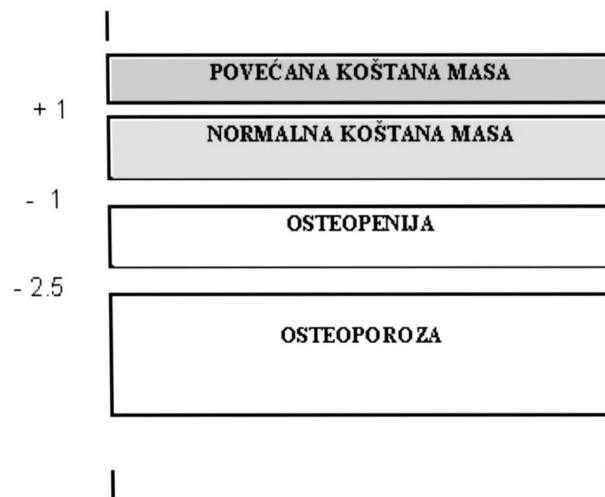 POVEĆANA KOŠTANA MASA
+ 1
NORMALNA KOŠTANA MASA
- 1
OSTEOPENIJA
- 2.5
OSTEOPOROZA